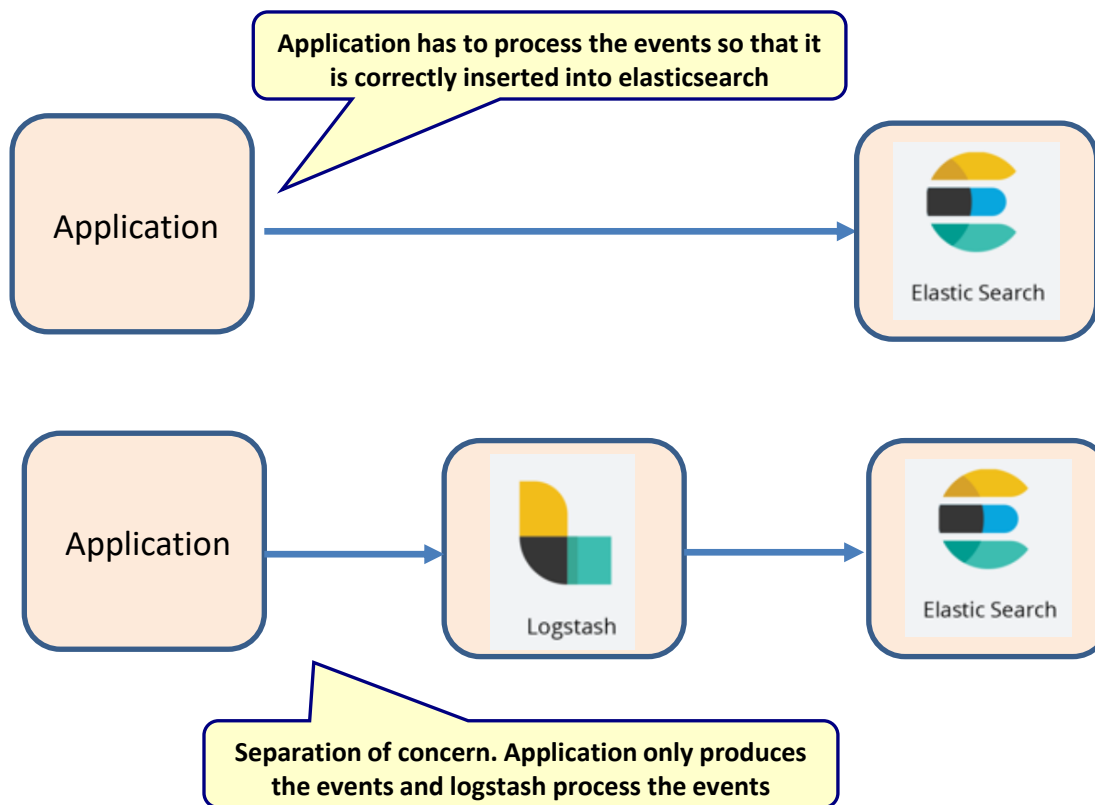 Application has to process the events so that it
is correctly inserted into elasticsearch
Application
Elastic Search
Application
Logstash
Elastic Search
Separation of concern. Application only produces
the events and logstash process the events